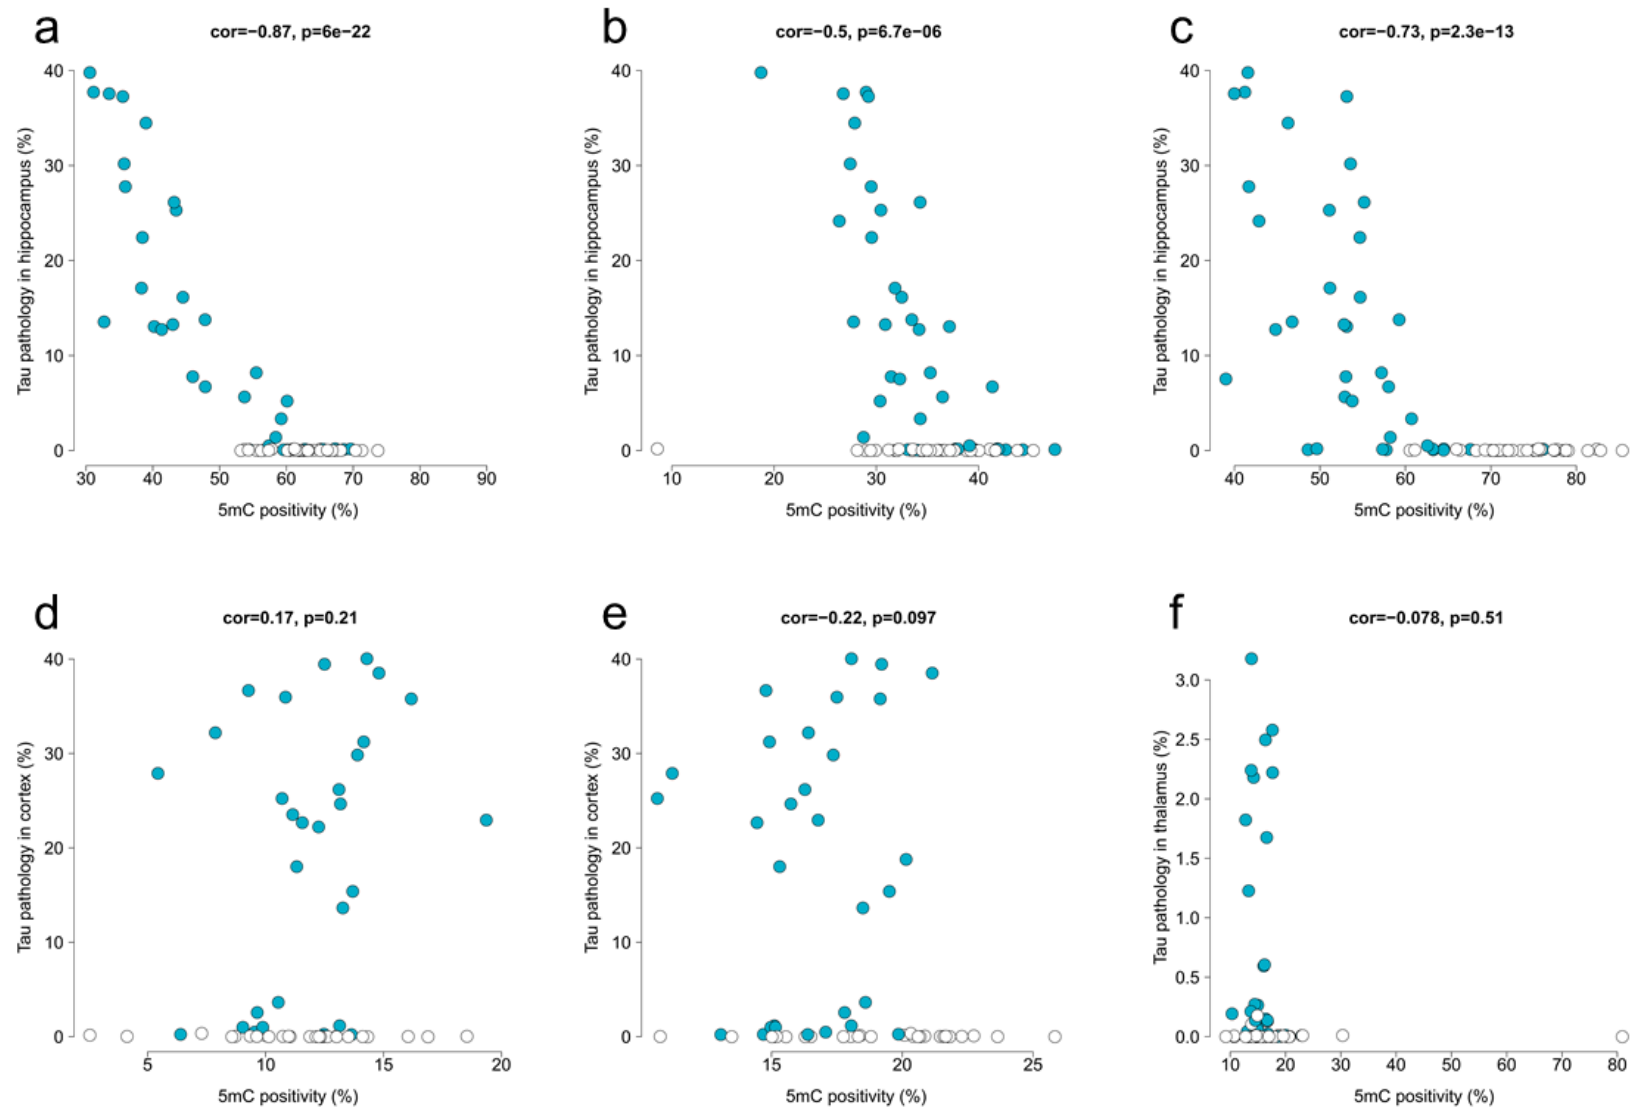 a
cor=−0.87, p=6e−22
Tau pathology in hippocampus (%)
40
30
20
10
0
30 40 50 60 70 80 90
5mC positivity (%)
b
cor=−0.5, p=6.7e−06
Tau pathology in hippocampus (%)
40
30
20
10
0
10 20 30 40
5mC positivity (%)
c
cor=−0.73, p=2.3e−13
Tau pathology in hippocampus (%)
40
30
20
10
0
40 50 60 70 80
5mC positivity (%)
d
cor=0.17, p=0.21
Tau pathology in cortex (%)
40
30
20
10
0
5 10 15 20
5mC positivity (%)
e
cor=−0.22, p=0.097
Tau pathology in cortex (%)
40
30
20
10
0
15 20 25
5mC positivity (%)
f
cor=−0.078, p=0.51
Tau pathology in thalamus (%)
3.0
2.5
2.0
1.5
1.0
0.5
0.0
10 20 30 40 50 60 70 80
5mC positivity (%)